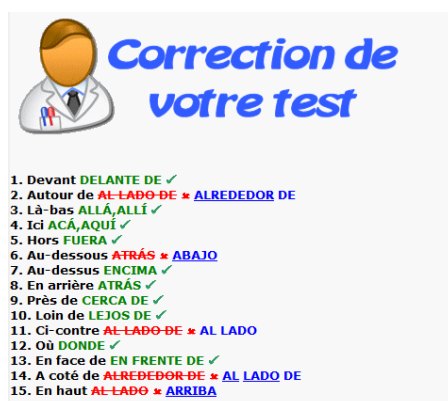 Correction de
votre test
1. Devant DELANTE DE ✓
2. Autour de AL LADO DE × ALREDEDOR DE
3. Là-bas ALLÁ,ALLÍ ✓
4. Ici ACÁ,AQUÍ ✓
5. Hors FUERA ✓
6. Au-dessous ATRÁS × ABAJO
7. Au-dessus ENCIMA ✓
8. En arrière ATRÁS ✓
9. Près de CERCA DE ✓
10. Loin de LEJOS DE ✓
11. Ci-contre AL LADO DE × AL LADO
12. Où DONDE ✓
13. En face de EN FRENTE DE ✓
14. A coté de ALREDEDOR DE × AL LADO DE
15. En haut AL LADO × ARRIBA